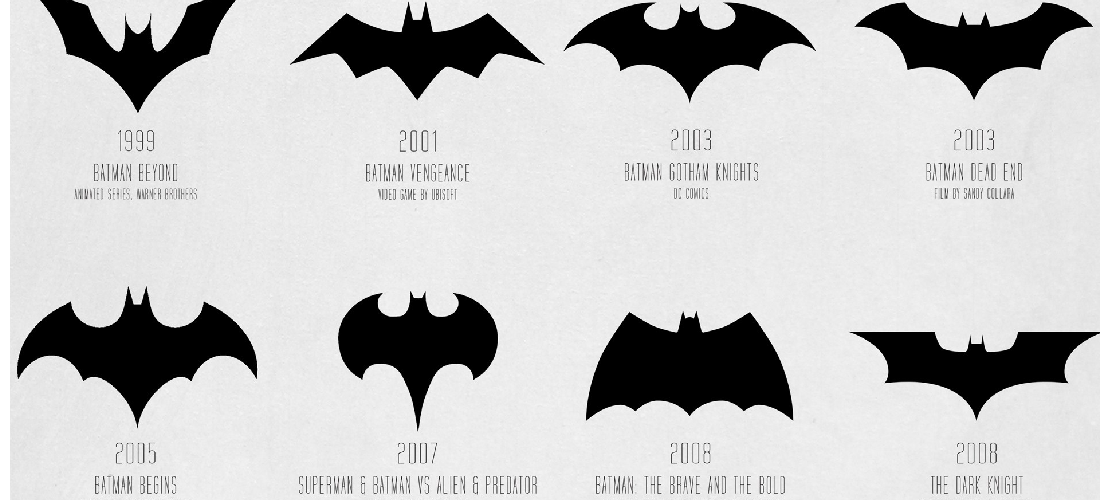 1999
BATMAN BEYOND
ANIMATED SERIES, WARNER BROTHERS
2001
BATMAN VENGEANCE
VIDEO GAME BY UBISOFT
2003
BATMAN GOTHAM KNIGHTS
DC COMICS
2003
BATMAN DEAD END
FILM BY SANDY COLLARA
2005
BATMAN BEGINS
2007
SUPERMAN & BATMAN VS ALIEN & PREDATOR
2008
BATMAN: THE BRAVE AND THE BOLD
2008
THE DARK KNIGHT